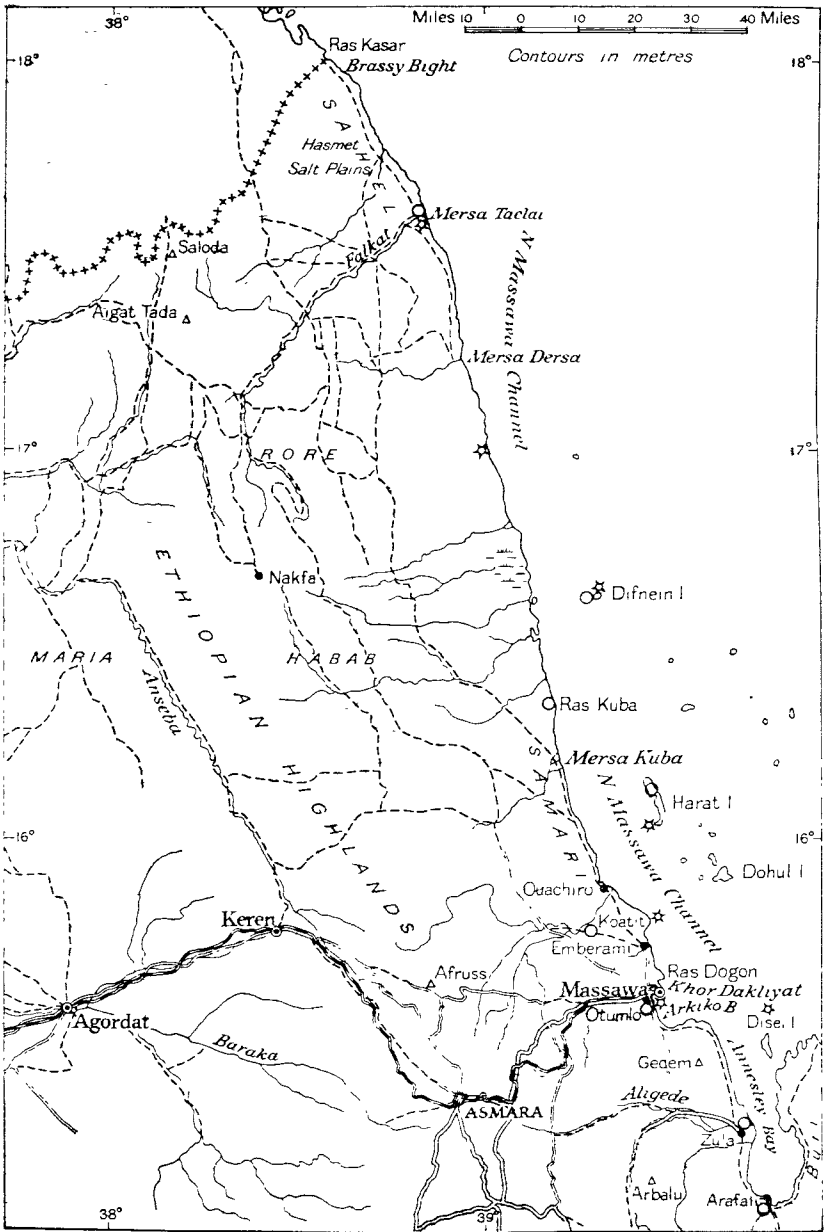 38°
Miles 10 0 10 20 30 40 Miles
Contours in metres
18°
18°
Ras Kasar
Brassy Bight
SAHEL
Hasmet
Salt Plains
Mersa Taclai
Falkat
Saloda
Aigat Tada
N Massawa Channel
Mersa Dersa
17°
17°
RORE
Nakfa
Difnein I
ETHIOPIAN HIGHLANDS
MARIA
HABAB
Anseba
Ras Kuba
SAMAR
Mersa Kuba
Harat I
N Massawa Channel
16°
16°
Dohul I
Ouachiro
Keren
Koatit
Emberami
Afruss
Ras Dogon
Massawa
Khor Dakliyat
Otumlo
Arkiko B
Disei I
Agordat
Baraka
Gedem
Annesley Bay
Aligede
ASMARA
Zula
Buri
Arbalu
Arafali
38°
39°